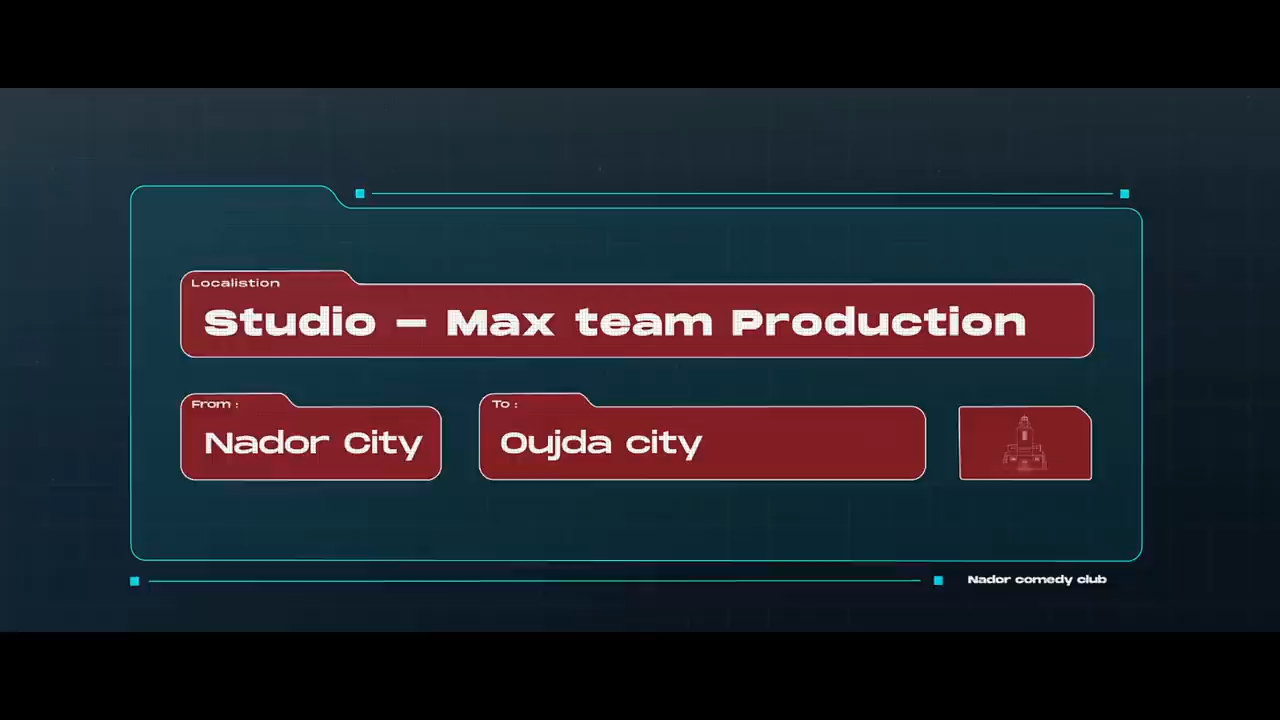 Localistion
Studio - Max team Production
From :
Nador City
To :
Oujda city
Nador comedy club